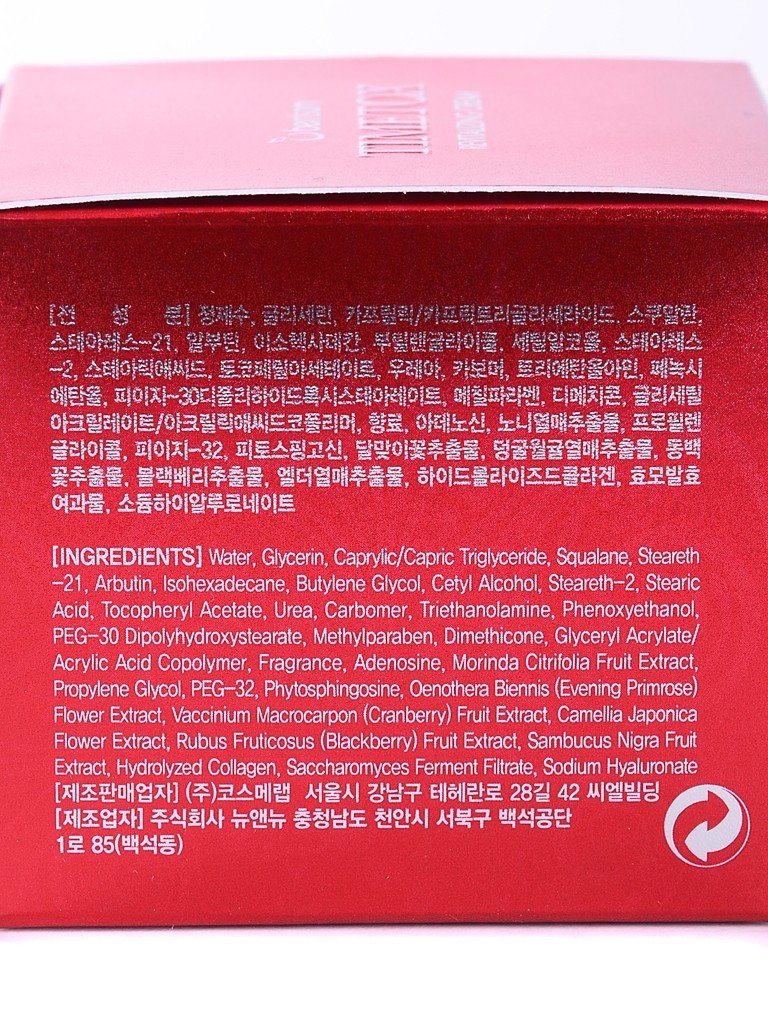 TIMETOX
[전 성 분] 정제수, 글리세린, 카프릴릭/카프릭트리글리세라이드, 스쿠알란,
스테아레스-21, 알부틴, 이소헥사데칸, 부틸렌글라이콜, 세틸알코올, 스테아레스
-2, 스테아릭애씨드, 토코페릴아세테이트, 우레아, 카보머, 트리에탄올아민, 페녹시
에탄올, 피이지-30디폴리하이드록시스테아레이트, 메칠파라벤, 디메치콘, 글리세릴
아크릴레이트/아크릴릭애씨드코폴리머, 향료, 아데노신, 노니열매추출물, 프로필렌
글라이콜, 피이지-32, 피토스핑고신, 달맞이꽃추출물, 덩굴월귤열매추출물, 동백
꽃추출물, 블랙베리추출물, 엘더열매추출물, 하이드롤라이즈드콜라겐, 효모발효
여과물, 소듐하이알루로네이트
[INGREDIENTS] Water, Glycerin, Caprylic/Capric Triglyceride, Squalane, Steareth
-21, Arbutin, Isohexadecane, Butylene Glycol, Cetyl Alcohol, Steareth-2, Stearic
Acid, Tocopheryl Acetate, Urea, Carbomer, Triethanolamine, Phenoxyethanol,
PEG-30 Dipolyhydroxystearate, Methylparaben, Dimethicone, Glyceryl Acrylate/
Acrylic Acid Copolymer, Fragrance, Adenosine, Morinda Citrifolia Fruit Extract,
Propylene Glycol, PEG-32, Phytosphingosine, Oenothera Biennis (Evening Primrose)
Flower Extract, Vaccinium Macrocarpon (Cranberry) Fruit Extract, Camellia Japonica
Flower Extract, Rubus Fruticosus (Blackberry) Fruit Extract, Sambucus Nigra Fruit
Extract, Hydrolyzed Collagen, Saccharomyces Ferment Filtrate, Sodium Hyaluronate
[제조판매업자] (주)코스메랩 서울시 강남구 테헤란로 28길 42 씨엘빌딩
[제조업자] 주식회사 뉴앤뉴 충청남도 천안시 서북구 백석공단
1로 85(백석동)